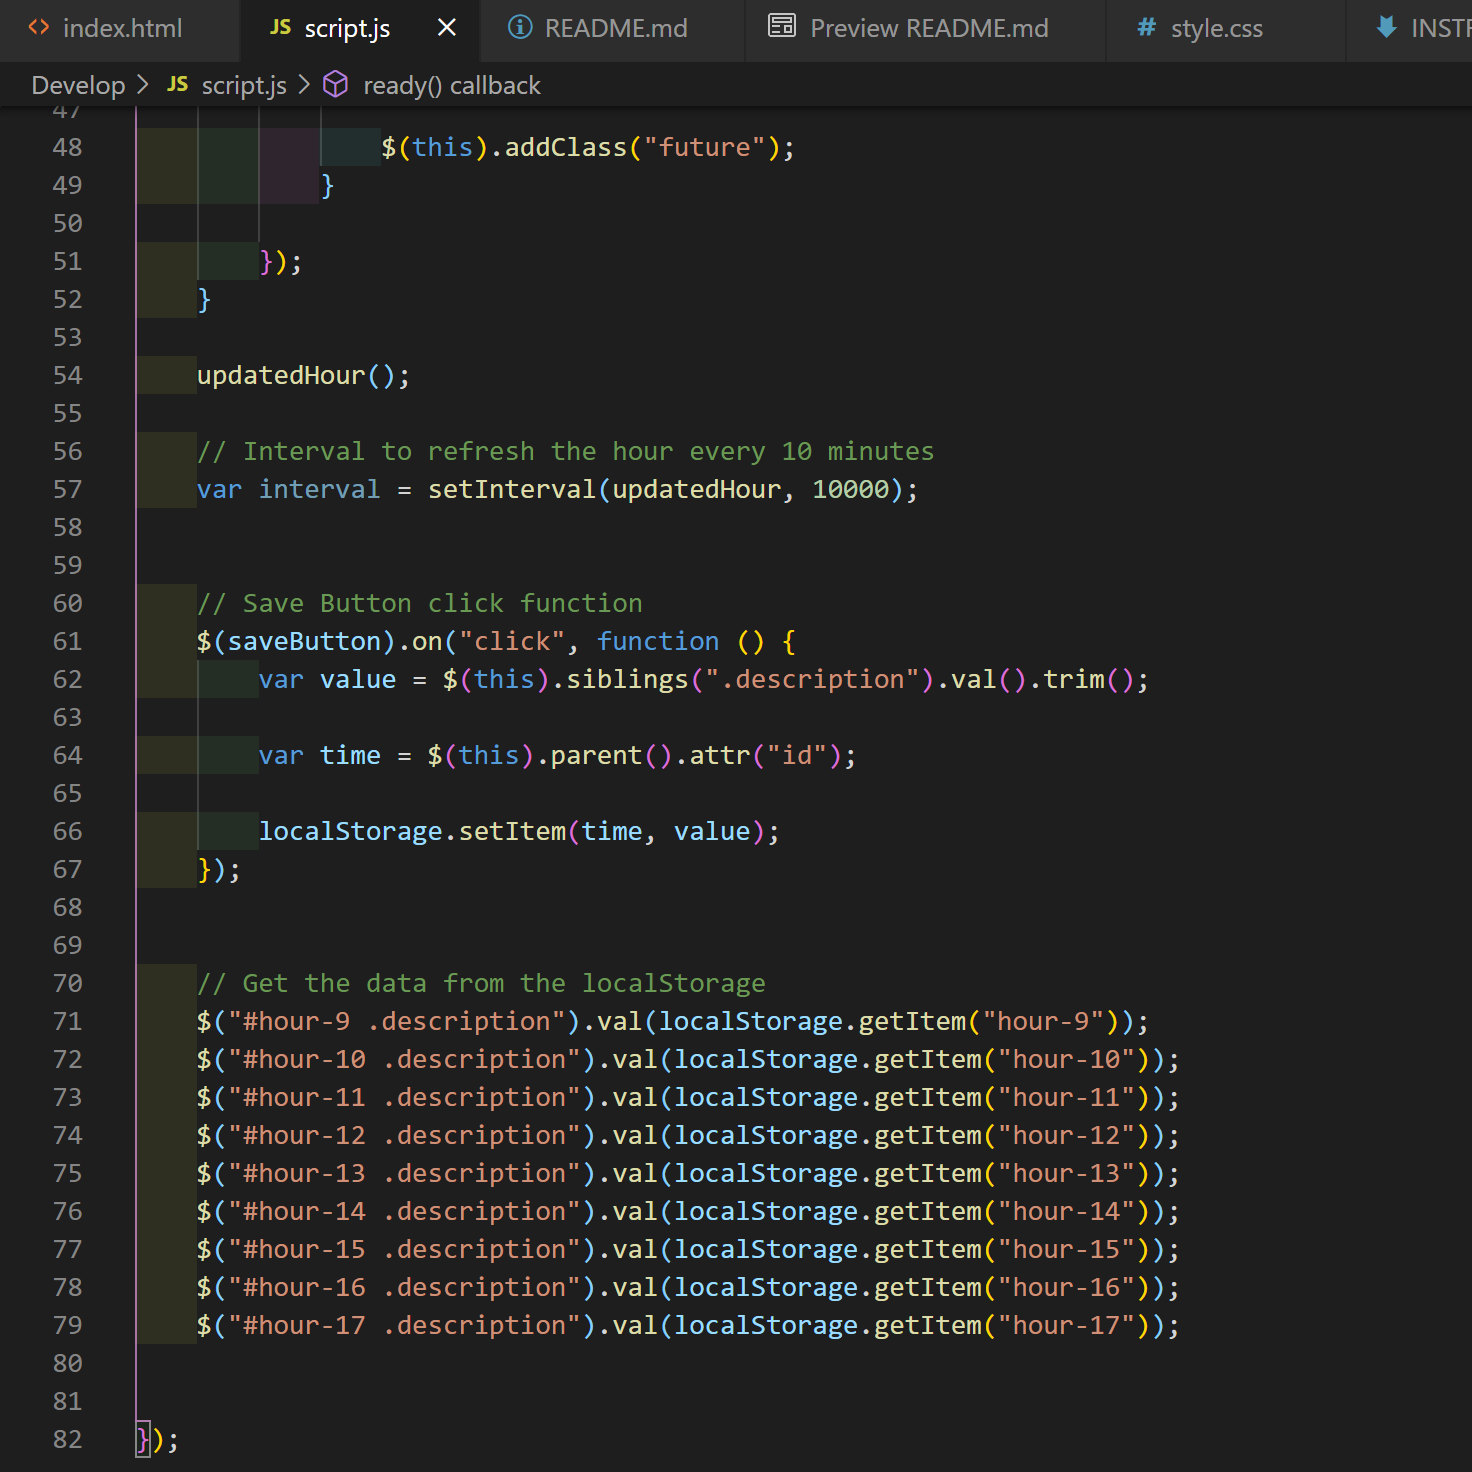 index.html
JS script.js
README.md
Preview README.md
# style.css
INSTR
Develop > JS script.js > ready() callback
47
48 $(this).addClass("future");
49 }
50
51 });
52 }
53
54 updatedHour();
55
56 // Interval to refresh the hour every 10 minutes
57 var interval = setInterval(updatedHour, 10000);
58
59
60 // Save Button click function
61 $(saveButton).on("click", function () {
62 var value = $(this).siblings(".description").val().trim();
63
64 var time = $(this).parent().attr("id");
65
66 localStorage.setItem(time, value);
67 });
68
69
70 // Get the data from the localStorage
71 $("#hour-9 .description").val(localStorage.getItem("hour-9"));
72 $("#hour-10 .description").val(localStorage.getItem("hour-10"));
73 $("#hour-11 .description").val(localStorage.getItem("hour-11"));
74 $("#hour-12 .description").val(localStorage.getItem("hour-12"));
75 $("#hour-13 .description").val(localStorage.getItem("hour-13"));
76 $("#hour-14 .description").val(localStorage.getItem("hour-14"));
77 $("#hour-15 .description").val(localStorage.getItem("hour-15"));
78 $("#hour-16 .description").val(localStorage.getItem("hour-16"));
79 $("#hour-17 .description").val(localStorage.getItem("hour-17"));
80
81
82 });